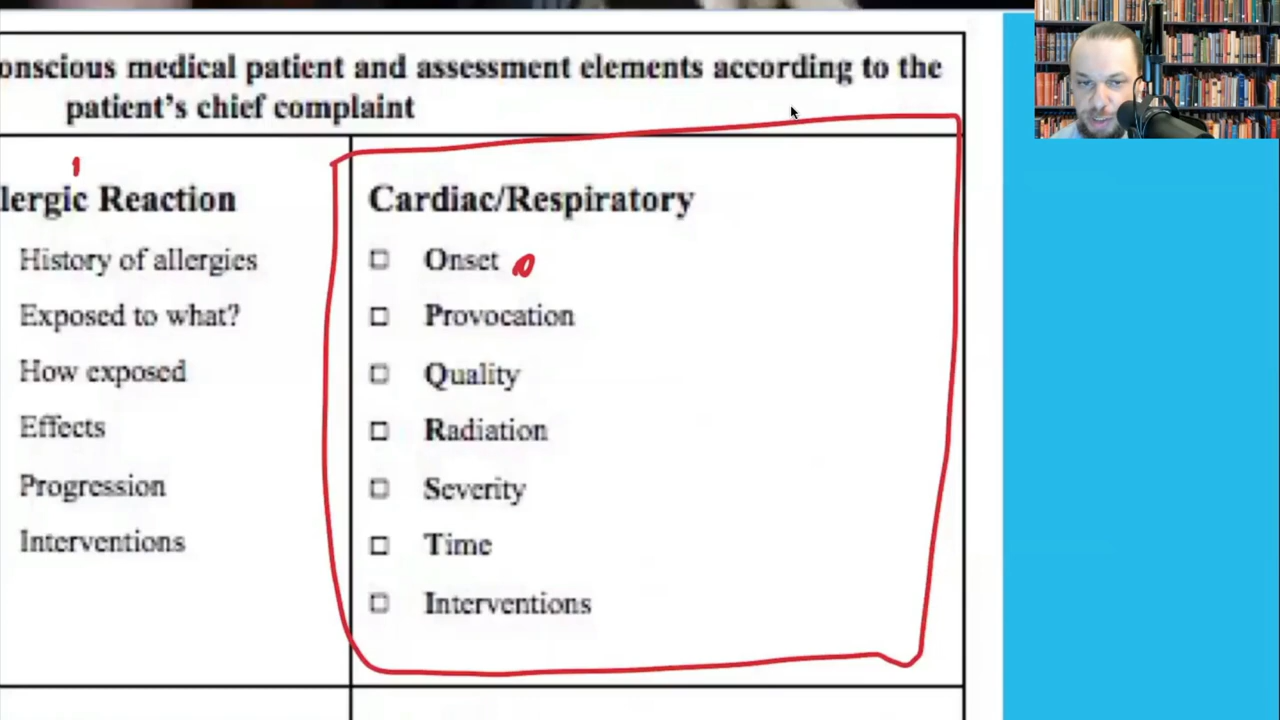 onscious medical patient and assessment elements according to the
patient's chief complaint
lergic Reaction
History of allergies
Exposed to what?
How exposed
Effects
Progression
Interventions
Cardiac/Respiratory
Onset
Provocation
Quality
Radiation
Severity
Time
Interventions